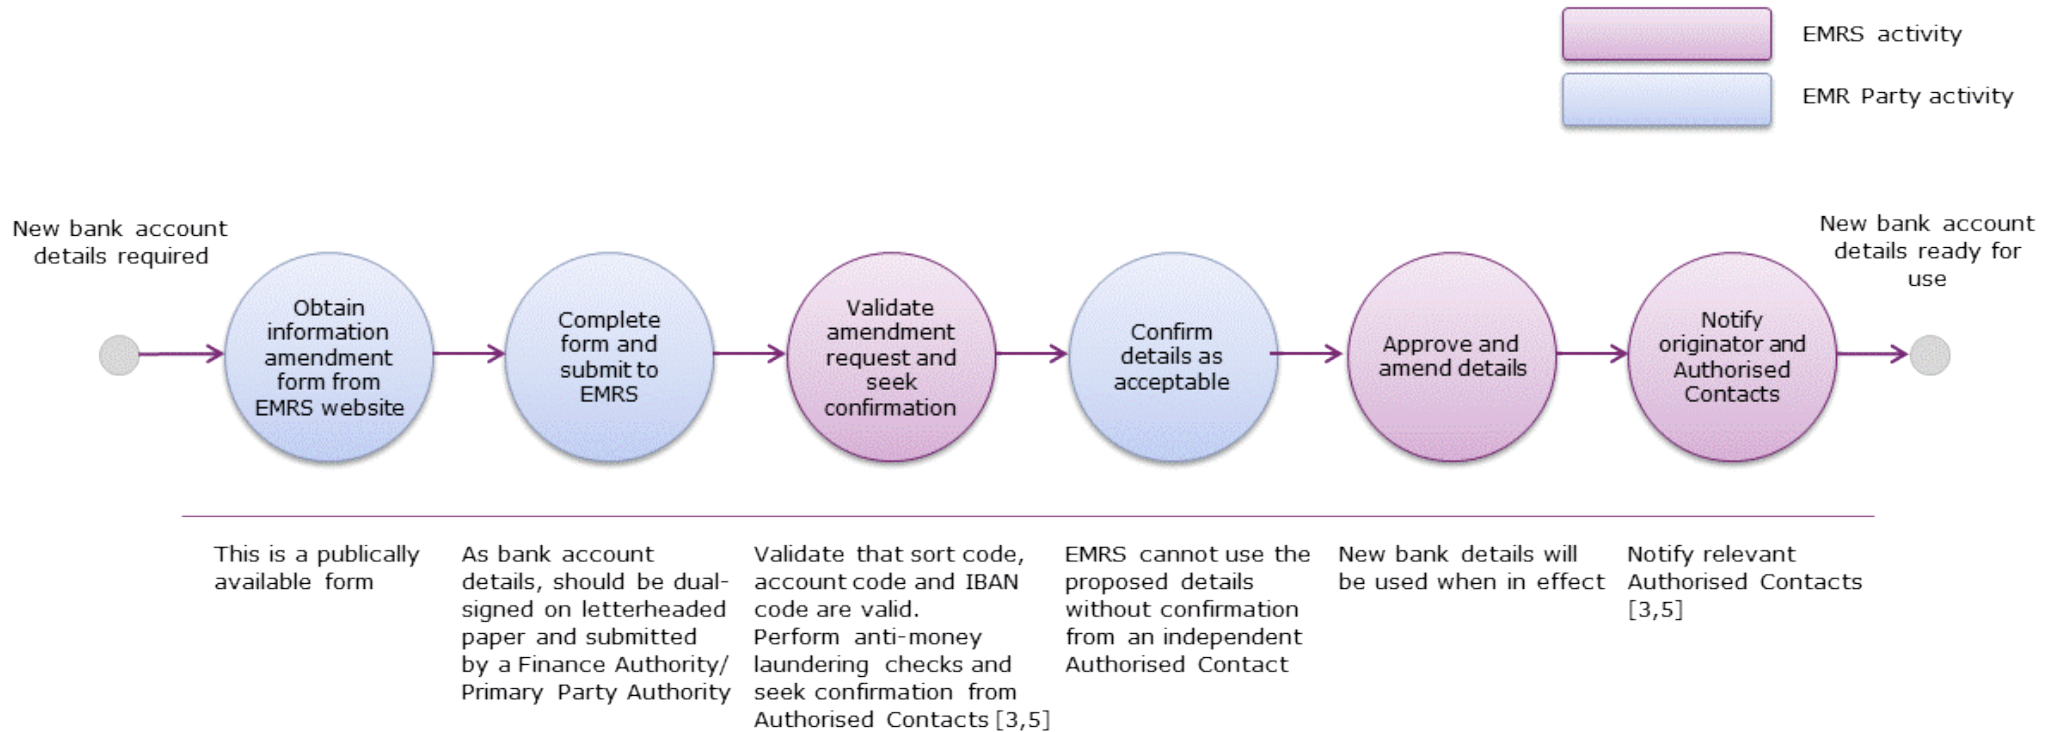 EMRS activity
EMR Party activity
New bank account
details required
Obtain
information
amendment
form from
EMRS website
Complete
form and
submit to
EMRS
Validate
amendment
request and
seek
confirmation
Confirm
details as
acceptable
Approve and
amend details
Notify
originator and
Authorised
Contacts
New bank account
details ready for
use
This is a publically
available form
As bank account
details, should be dual-
signed on letterheaded
paper and submitted
by a Finance Authority/
Primary Party Authority
Validate that sort code,
account code and IBAN
code are valid.
Perform anti-money
laundering checks and
seek confirmation from
Authorised Contacts [3,5]
EMRS cannot use the
proposed details
without confirmation
from an independent
Authorised Contact
New bank details will
be used when in effect
Notify relevant
Authorised Contacts
[3,5]